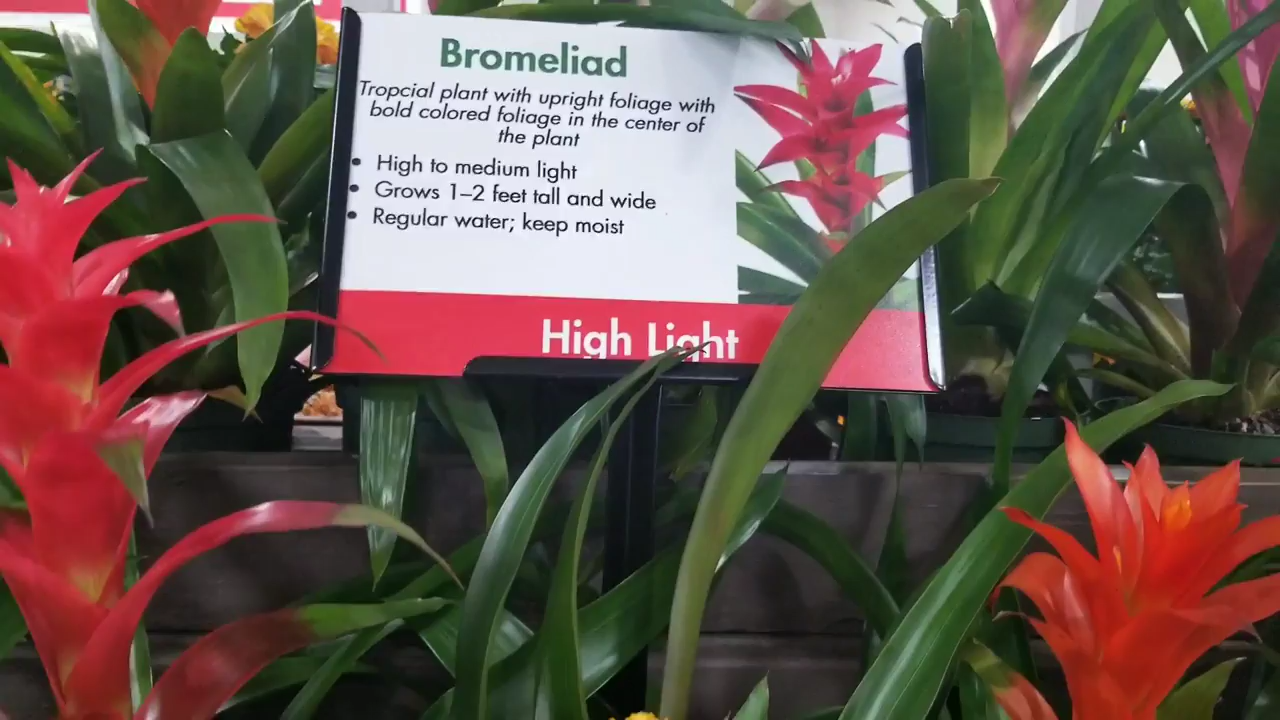 Bromeliad
Tropcial plant with upright foliage with
bold colored foliage in the center of
the plant
• High to medium light
• Grows 1–2 feet tall and wide
• Regular water; keep moist
High Light